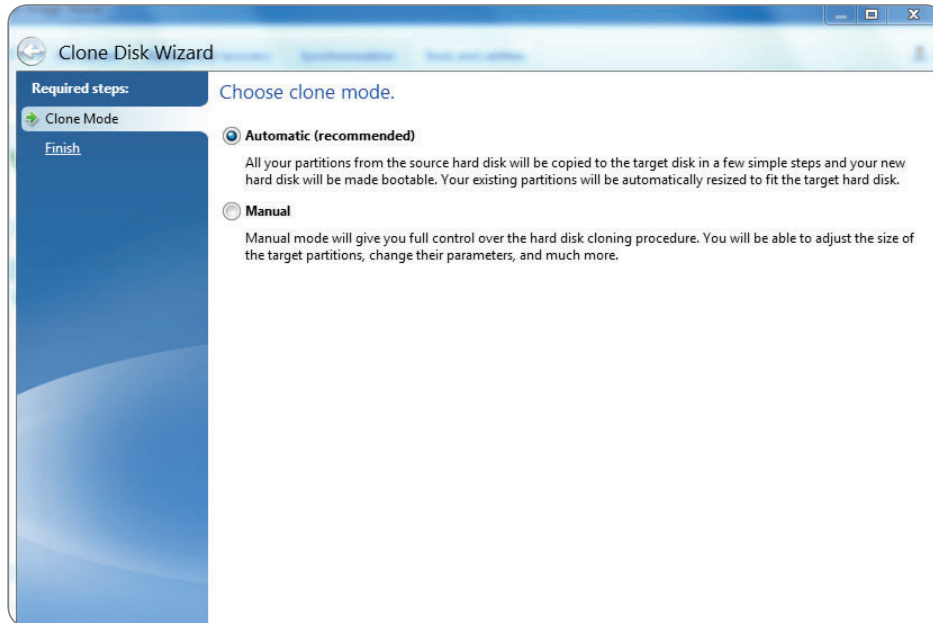 Clone Disk Wizard
Required steps:
Clone Mode
Finish
Choose clone mode.
Automatic (recommended)
All your partitions from the source hard disk will be copied to the target disk in a few simple steps and your new
hard disk will be made bootable. Your existing partitions will be automatically resized to fit the target hard disk.
Manual
Manual mode will give you full control over the hard disk cloning procedure. You will be able to adjust the size of
the target partitions, change their parameters, and much more.